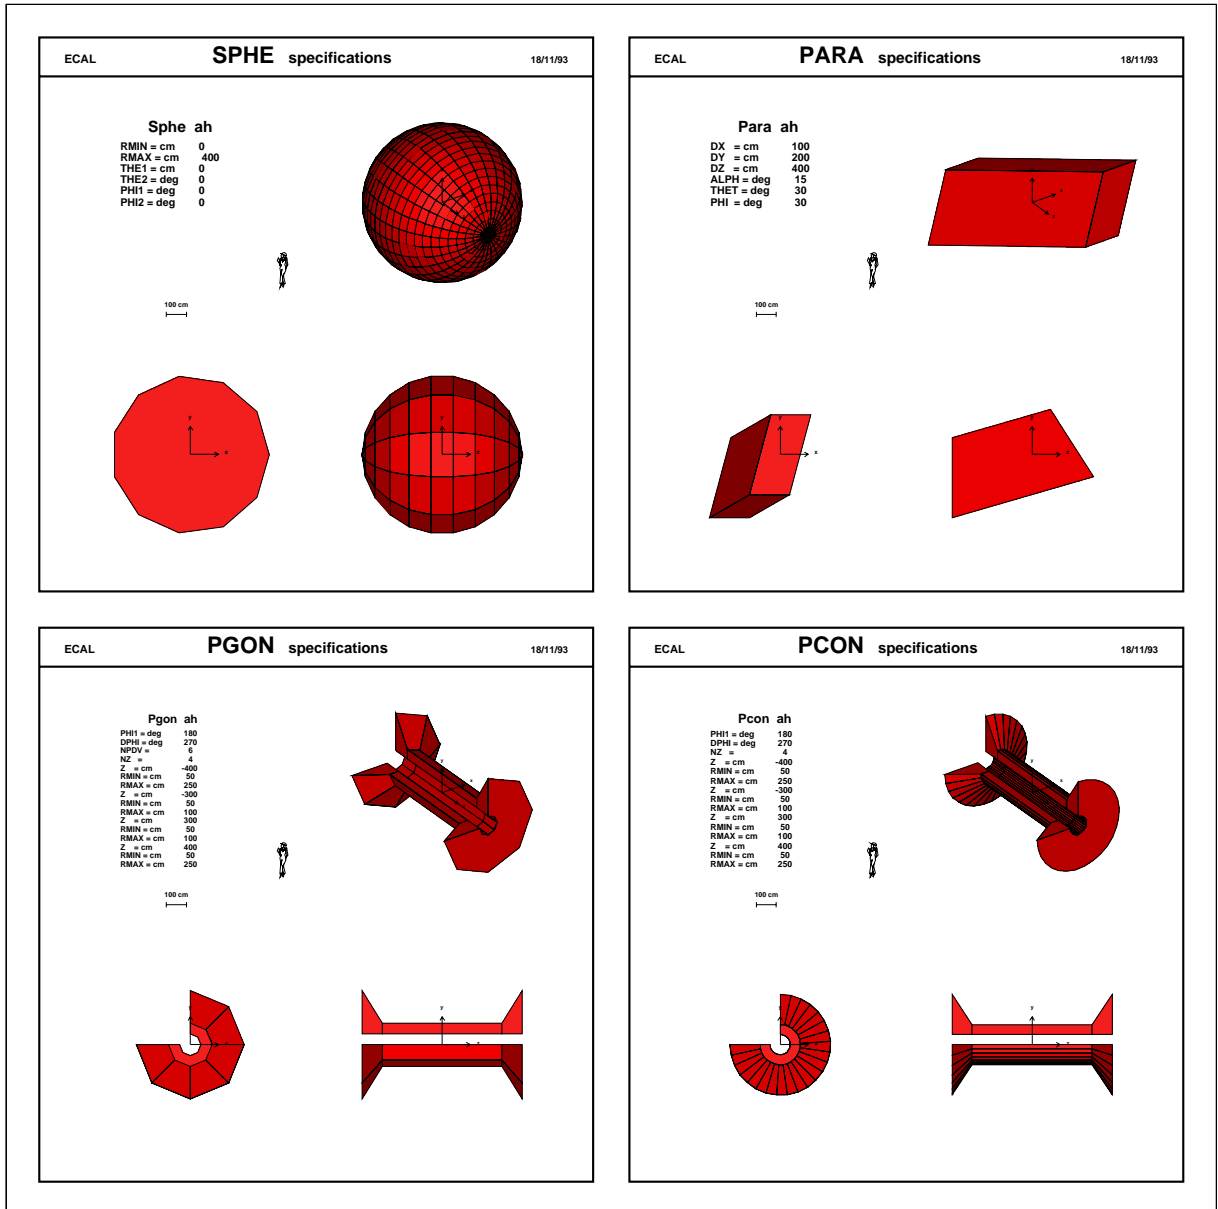 ECAL SPHE specifications 18/11/93
Sphe ah
RMIN = cm 0
RMAX = cm 400
THE1 = cm 0
THE2 = deg 0
PHI1 = deg 0
PHI2 = deg 0
100 cm
y
x
y
x
ECAL PARA specifications 18/11/93
Para ah
DX = cm 100
DY = cm 200
DZ = cm 400
ALPH = deg 15
THET = deg 30
PHI = deg 30
100 cm
y
x
y
x
ECAL PGON specifications 18/11/93
Pgon ah
PHI1 = deg 180
DPHI = deg 270
NPDV = 6
NZ = 4
Z = cm -400
RMIN = cm 50
RMAX = cm 250
Z = cm -300
RMIN = cm 50
RMAX = cm 100
Z = cm 300
RMIN = cm 50
RMAX = cm 100
Z = cm 400
RMIN = cm 50
RMAX = cm 250
100 cm
y
x
y
x
ECAL PCON specifications 18/11/93
Pcon ah
PHI1 = deg 180
DPHI = deg 270
NZ = 4
Z = cm -400
RMIN = cm 50
RMAX = cm 250
Z = cm -300
RMIN = cm 50
RMAX = cm 100
Z = cm 300
RMIN = cm 50
RMAX = cm 100
Z = cm 400
RMIN = cm 50
RMAX = cm 250
100 cm
y
x
y
x